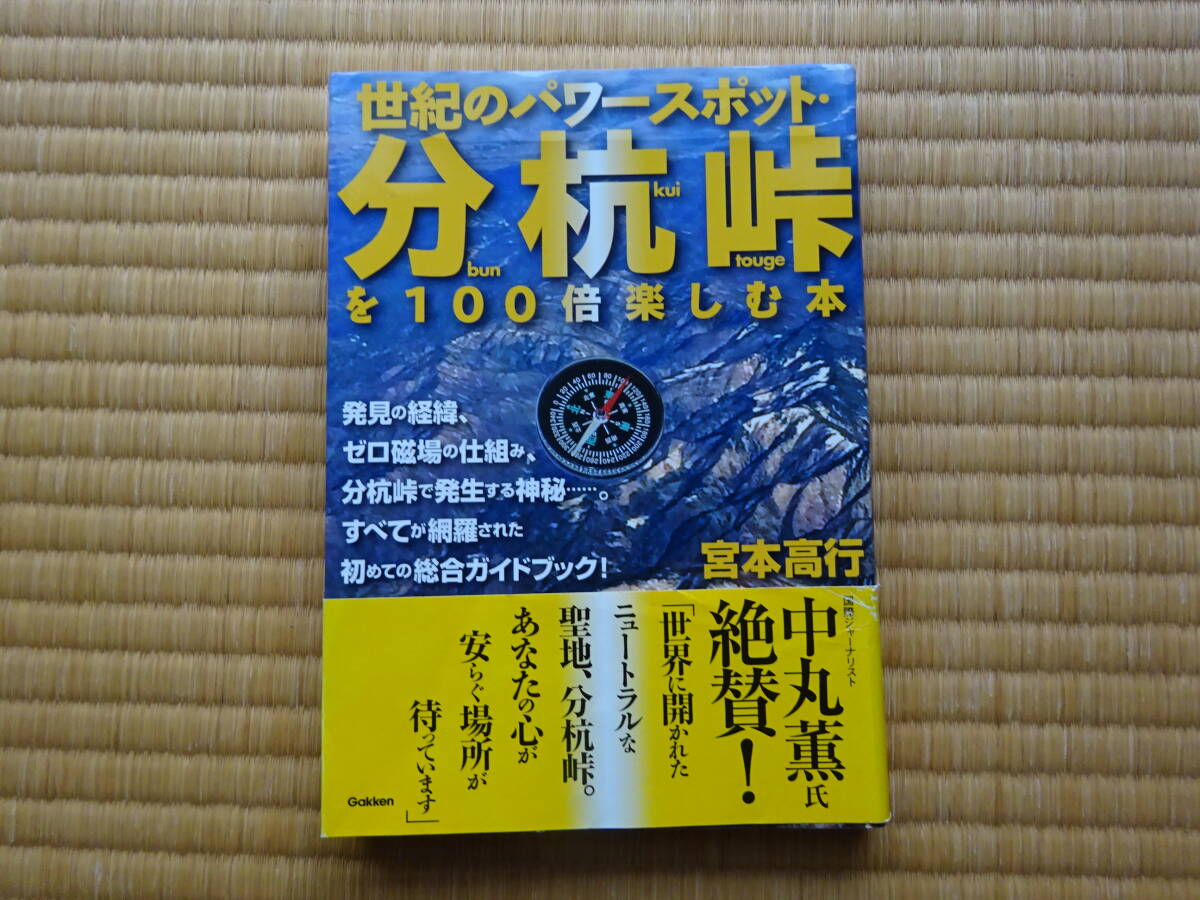 世紀のパワースポット・
分杭峠
bun kui touge
を100倍楽しむ本
発見の経緯、
ゼロ磁場の仕組み、
分杭峠で発生する神秘……。
すべてが網羅された
初めての総合ガイドブック!
宮本高行
国際ジャーナリスト
中丸薫氏
絶賛!
「世界に開かれた
ニュートラルな
聖地、分杭峠。
あなたの心が
安らぐ場所が
待っています」
Gakken